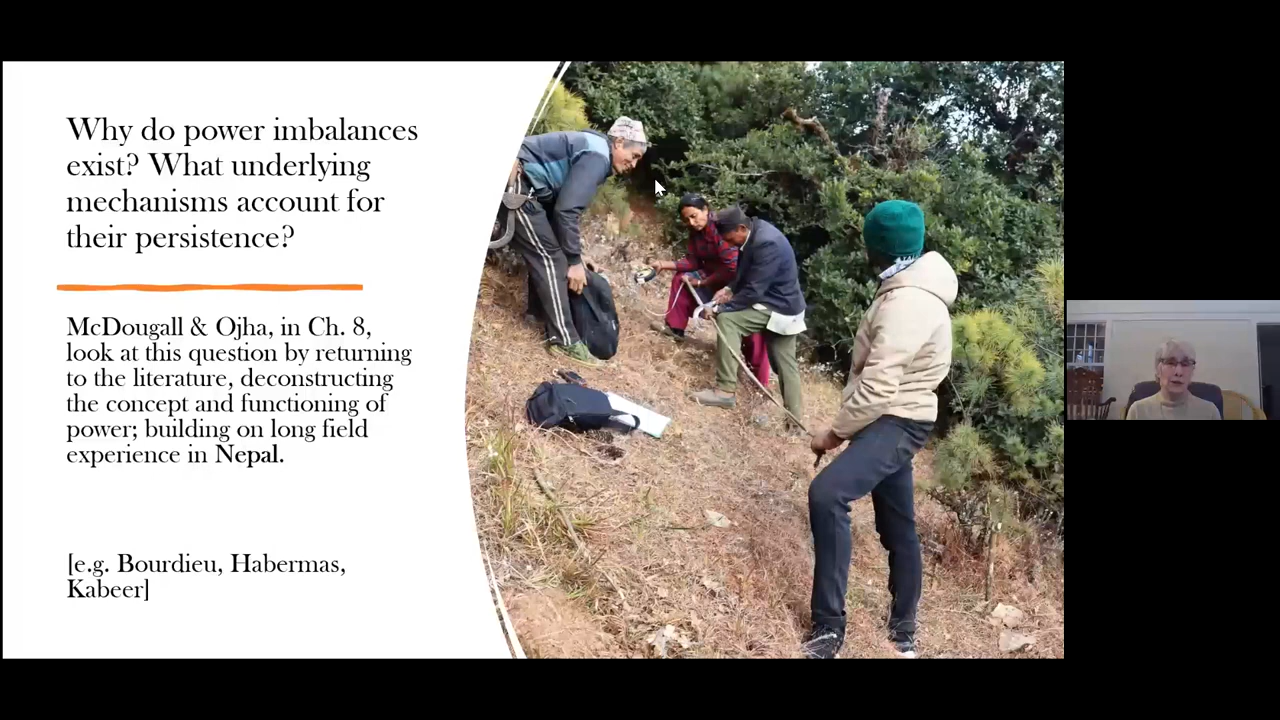 Why do power imbalances
exist? What underlying
mechanisms account for
their persistence?
McDougall & Ojha, in Ch. 8,
look at this question by returning
to the literature, deconstructing
the concept and functioning of
power; building on long field
experience in Nepal.
[e.g. Bourdieu, Habermas,
Kabeer]